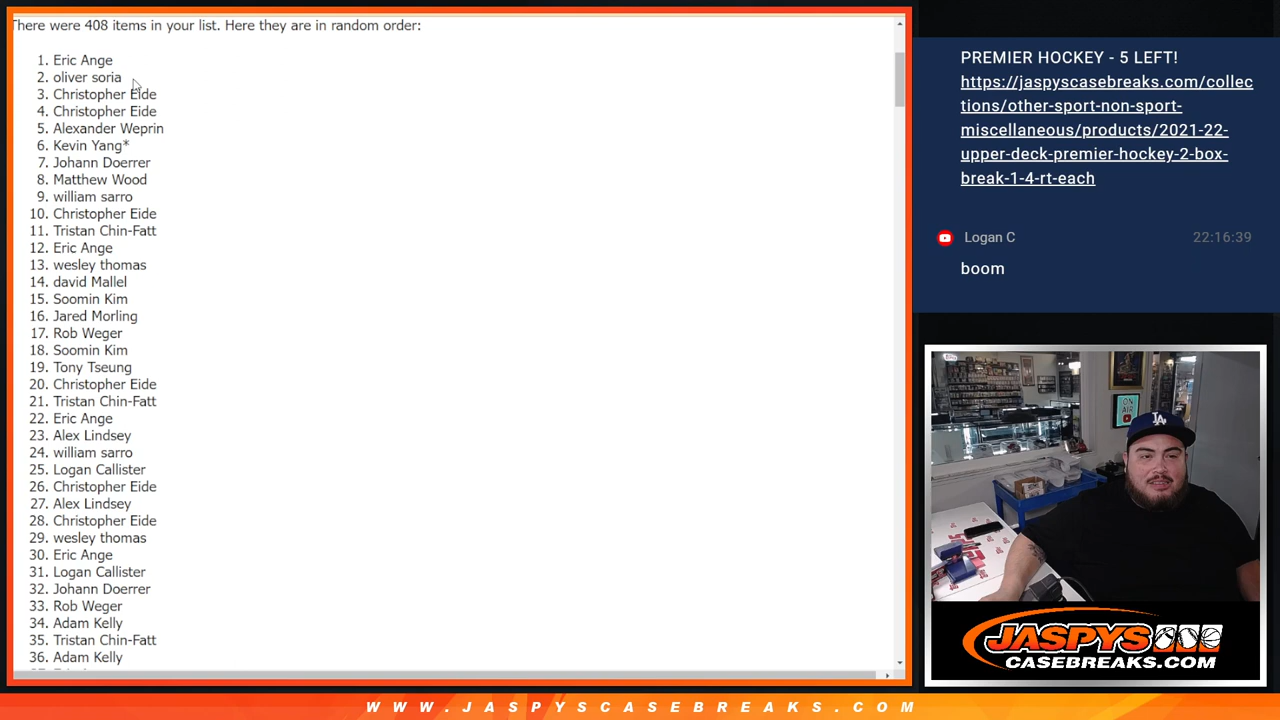 There were 408 items in your list. Here they are in random order:
1. Eric Ange
2. oliver soria
3. Christopher Eide
4. Christopher Eide
5. Alexander Weprin
6. Kevin Yang*
7. Johann Doerrer
8. Matthew Wood
9. william sarro
10. Christopher Eide
11. Tristan Chin-Fatt
12. Eric Ange
13. wesley thomas
14. david Mallel
15. Soomin Kim
16. Jared Morling
17. Rob Weger
18. Soomin Kim
19. Tony Tseung
20. Christopher Eide
21. Tristan Chin-Fatt
22. Eric Ange
23. Alex Lindsey
24. william sarro
25. Logan Callister
26. Christopher Eide
27. Alex Lindsey
28. Christopher Eide
29. wesley thomas
30. Eric Ange
31. Logan Callister
32. Johann Doerrer
33. Rob Weger
34. Adam Kelly
35. Tristan Chin-Fatt
36. Adam Kelly
PREMIER HOCKEY - 5 LEFT!
https://jaspyscasebreaks.com/collec
tions/other-sport-non-sport-
miscellaneous/products/2021-22-
upper-deck-premier-hockey-2-box-
break-1-4-rt-each
Logan C 22:16:39
boom
ON
AIR
LA
JASPYS
CASEBREAKS.COM
WWW.JASPYSCASEBREAKS.COM